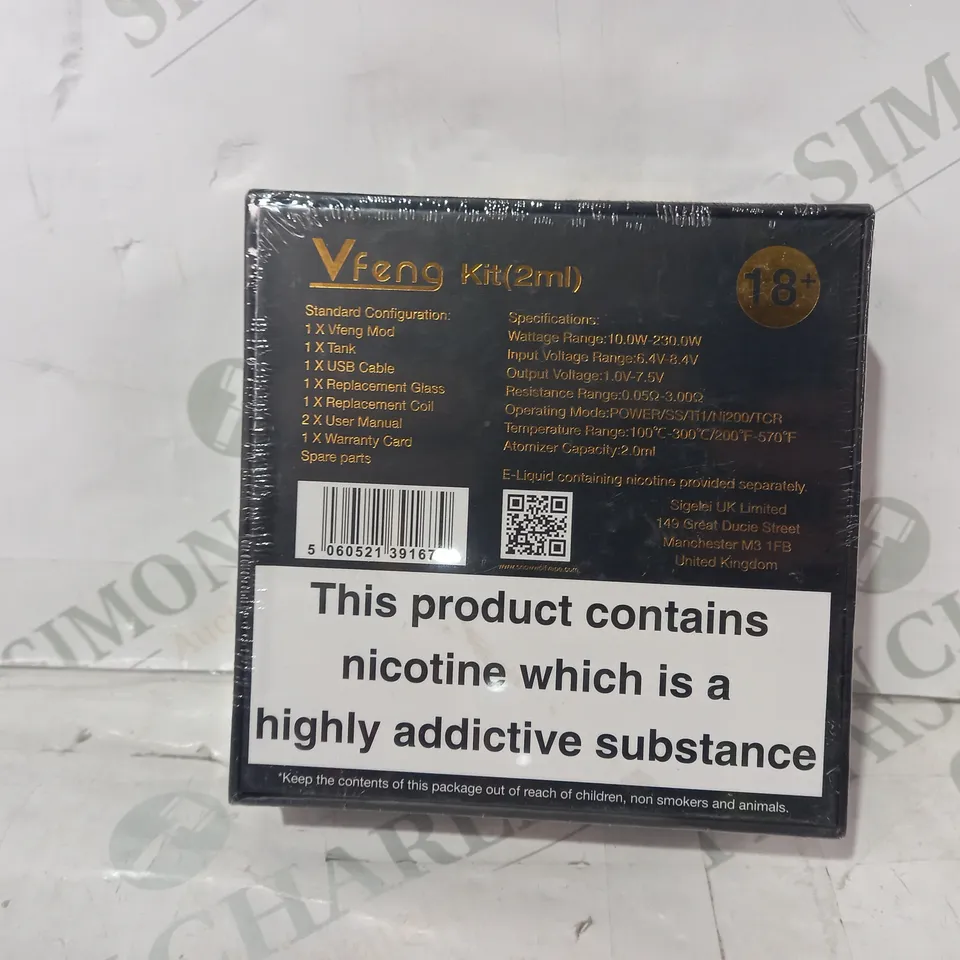 Vfeng Kit(2ml)
18+
Standard Configuration:
1 X Vfeng Mod
1 X Tank
1 X USB Cable
1 X Replacement Glass
1 X Replacement Coil
2 X User Manual
1 X Warranty Card
Spare parts
Specifications:
Wattage Range:10.0W-230.0W
Input Voltage Range:6.4V-8.4V
Output Voltage:1.0V-7.5V
Resistance Range:0.05Ω-3.00Ω
Operating Mode:POWER/SS/Ti1/Ni200/TCR
Temperature Range:100℃-300℃/200℉-570℉
Atomizer Capacity:2.0ml
E-Liquid containing nicotine provided separately.
Sigelei UK Limited
149 Great Ducie Street
Manchester M3 1FB
United Kingdom
5 060521 39167
This product contains
nicotine which is a
highly addictive substance
*Keep the contents of this package out of reach of children, non smokers and animals.
SIMON
CHARLES
SIMON